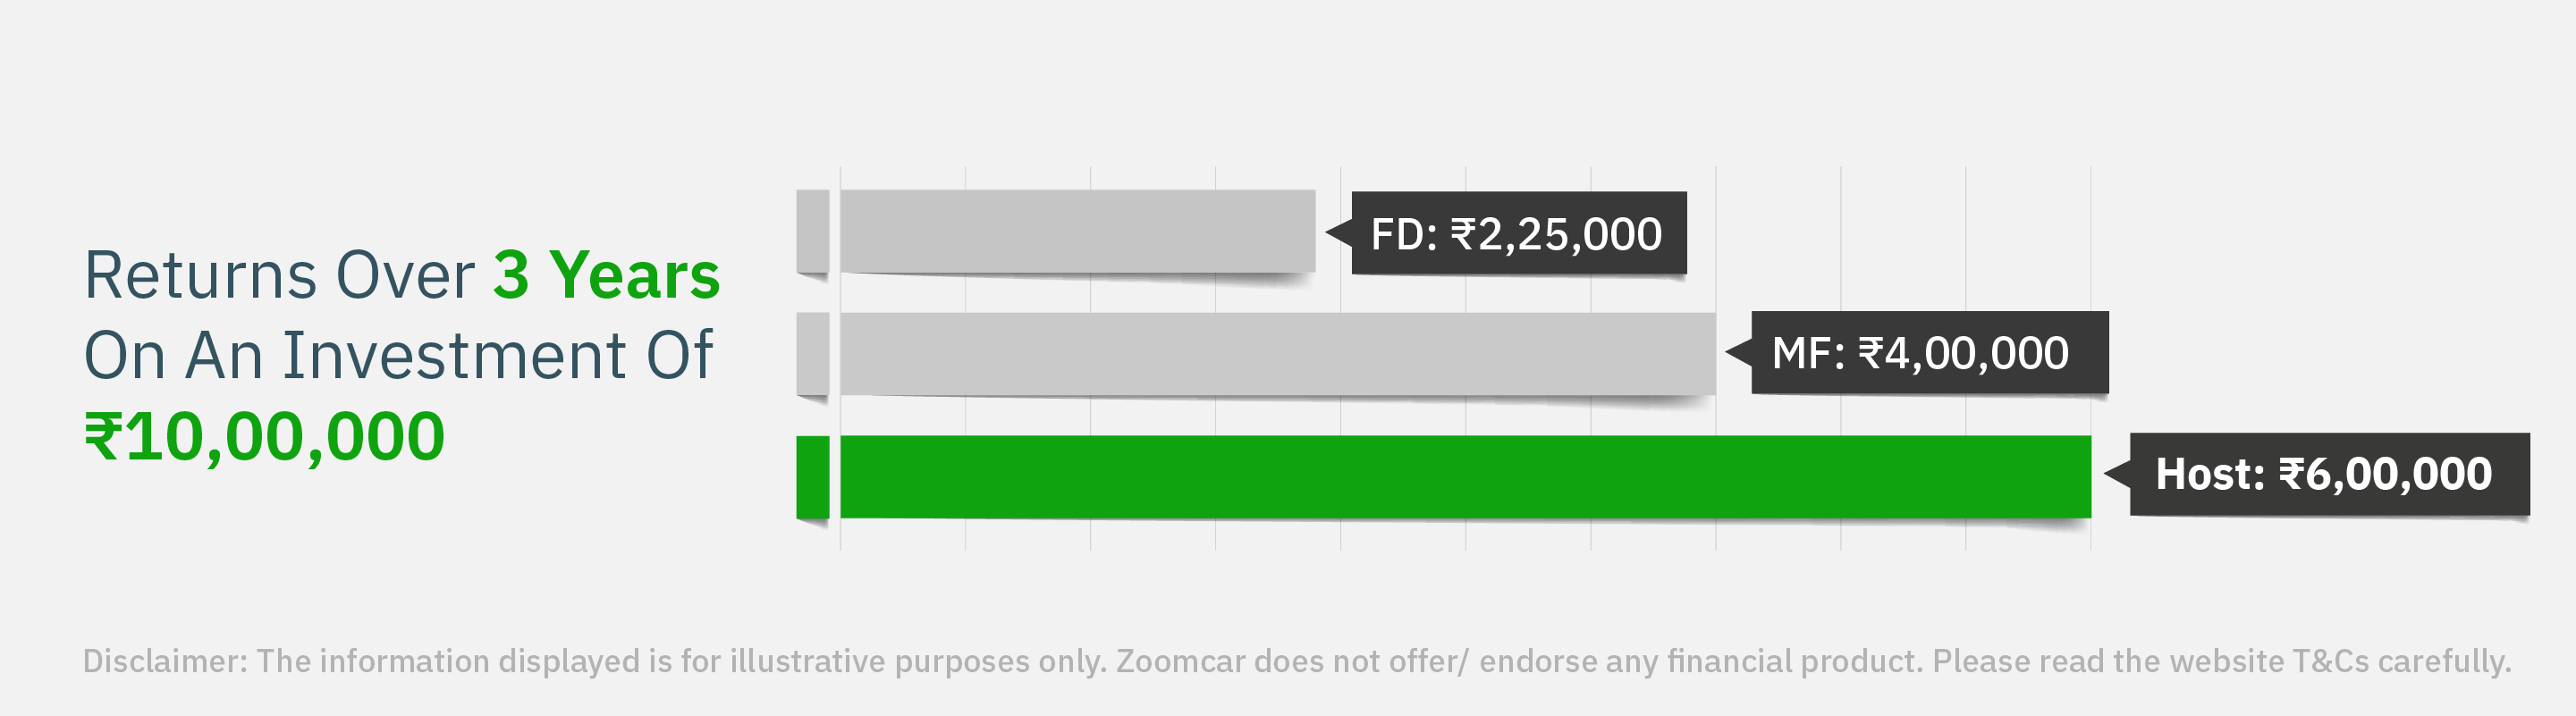 Returns Over 3 Years
On An Investment Of
₹10,00,000
FD: ₹2,25,000
MF: ₹4,00,000
Host: ₹6,00,000
Disclaimer: The information displayed is for illustrative purposes only. Zoomcar does not offer/ endorse any financial product. Please read the website T&Cs carefully.